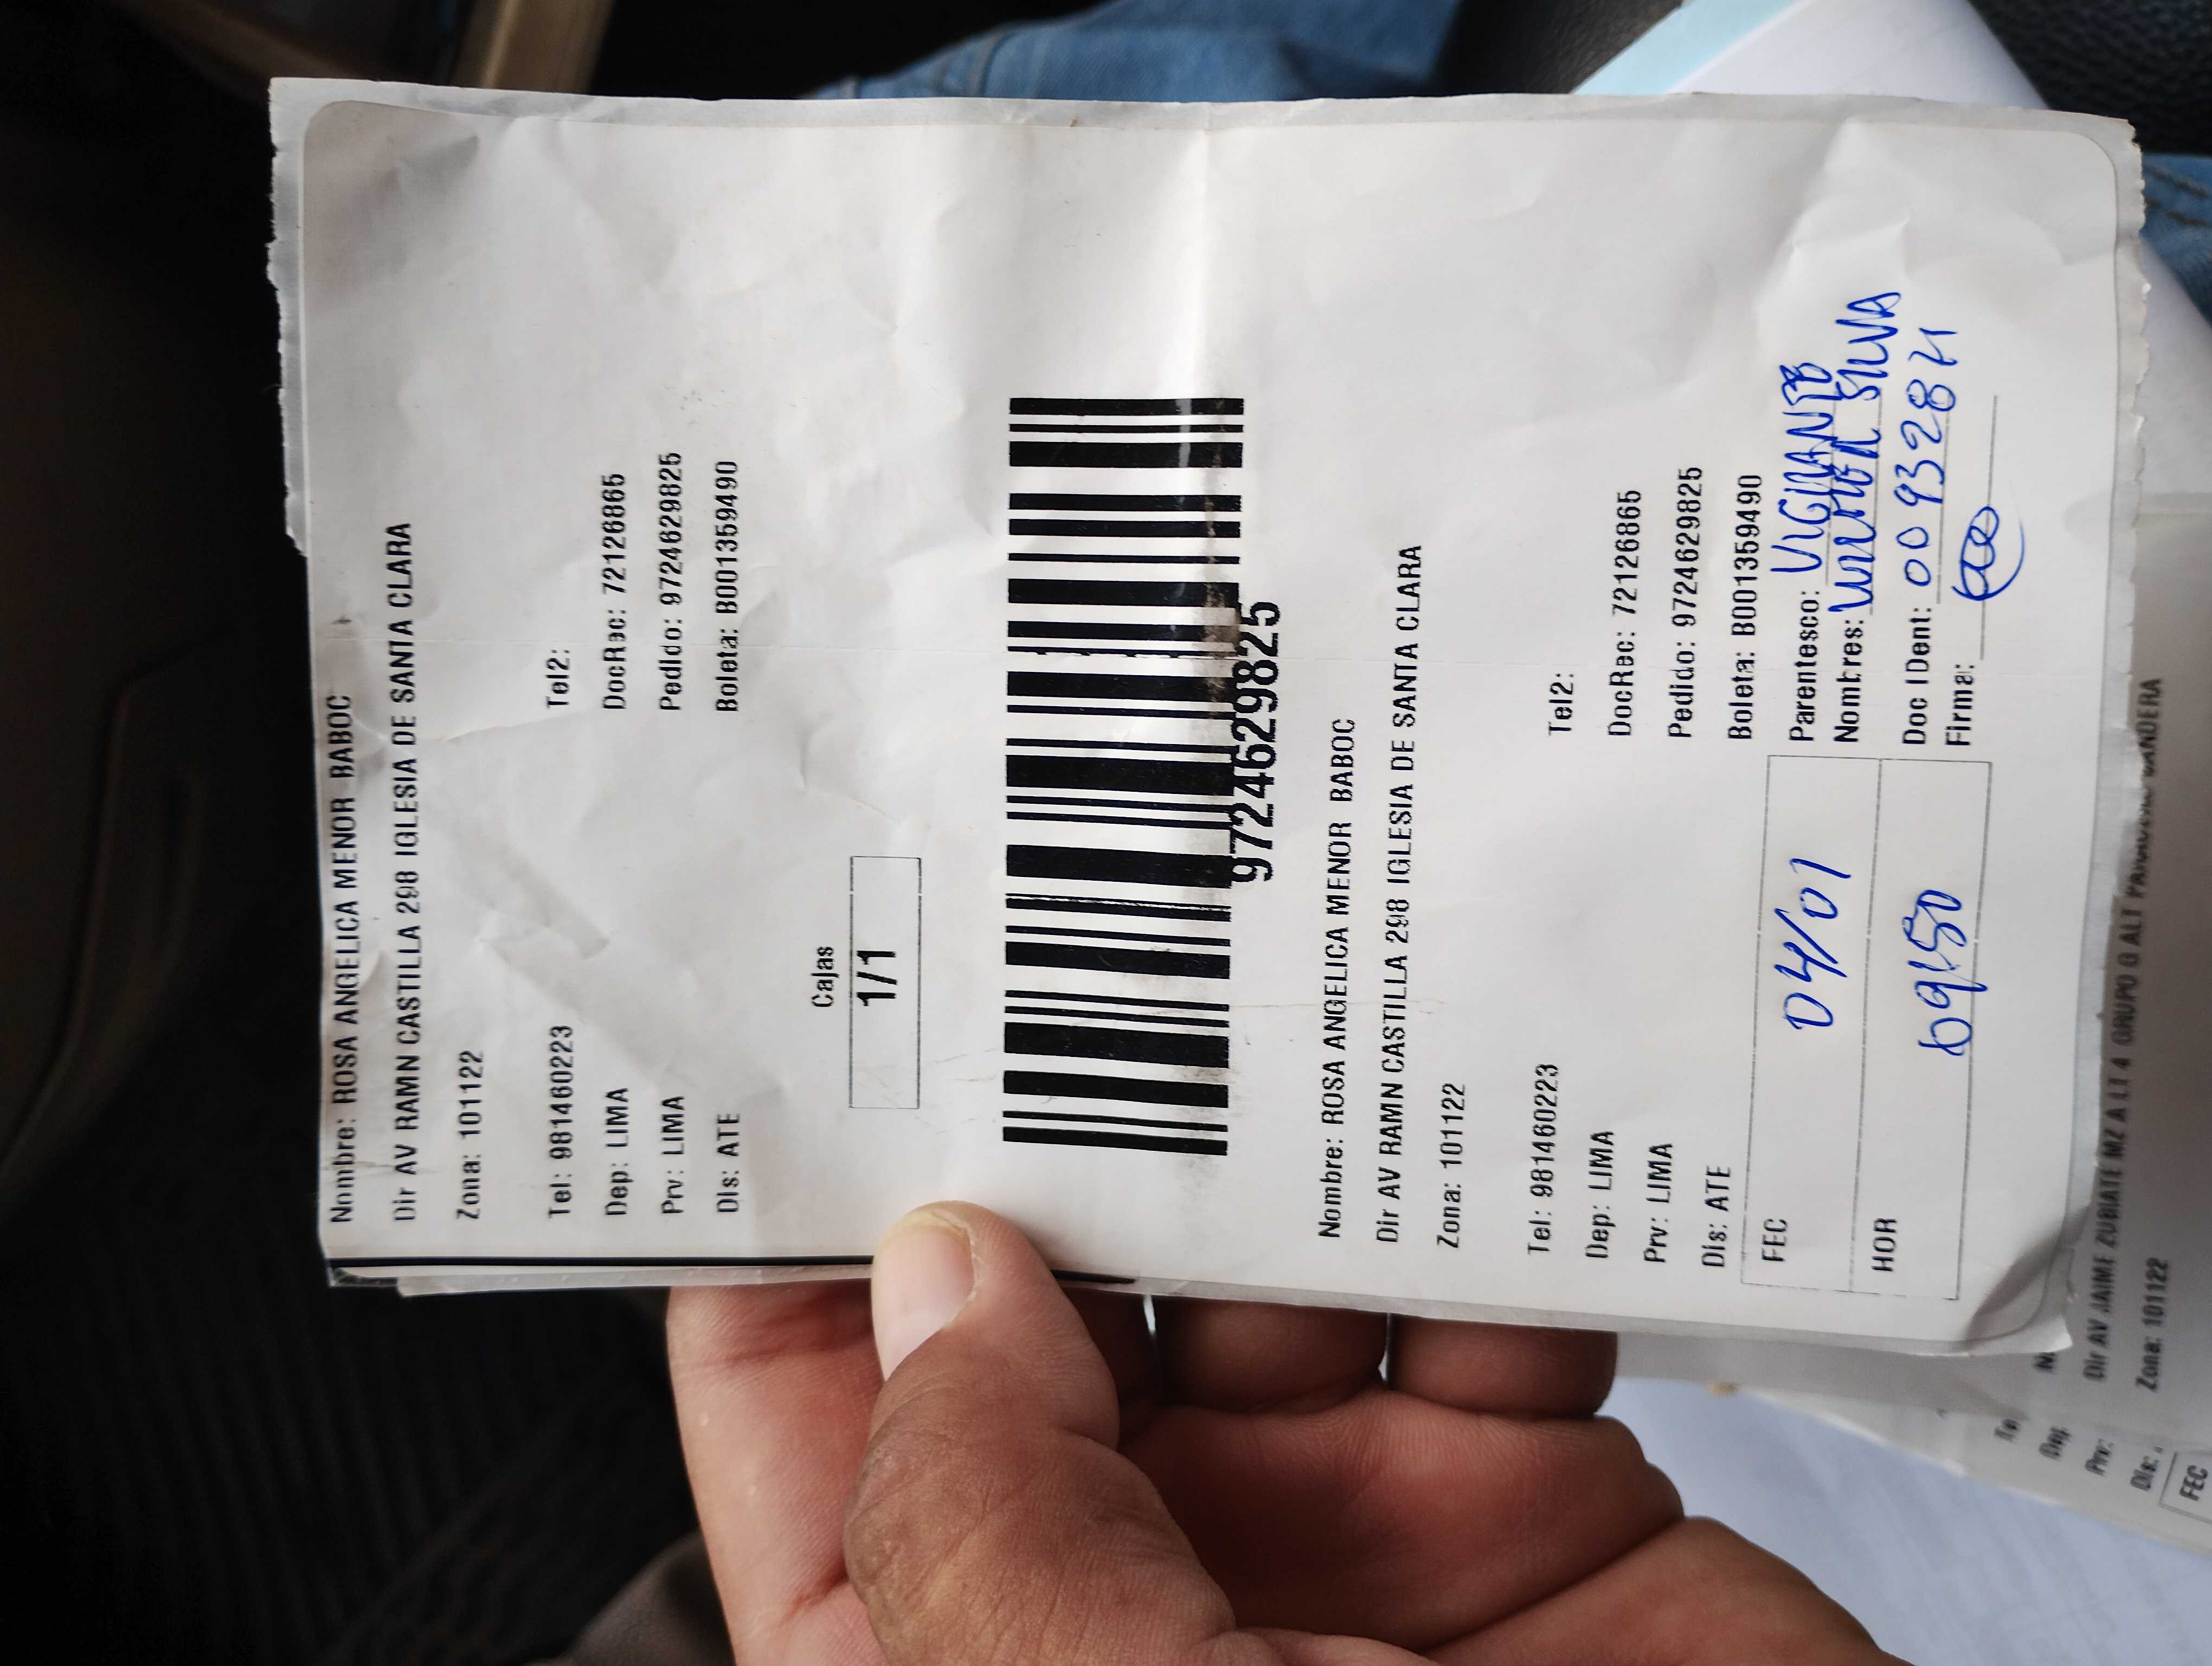 Nombre: ROSA ANGELICA MENOR BABOC
Dir AV RAMN CASTILLA 298 IGLESIA DE SANTA CLARA
Zona: 101122
Tel: 981460223 Tel2:
Dep: LIMA DocRec: 72126865
Prv: LIMA Pedido: 9724629825
Dis: ATE Boleta: B001359490
Cajas
1/1
9724629825
Nombre: ROSA ANGELICA MENOR BABOC
Dir AV RAMN CASTILLA 298 IGLESIA DE SANTA CLARA
Zona: 101122
Tel: 981460223 Tel2:
Dep: LIMA DocRec: 72126865
Prv: LIMA Pedido: 9724629825
Dis: ATE Boleta: B001359490
FEC 04/01 Parentesco: VIGILANTE
Nombres: SILVA
HOR 09:50 Doc IDent: 00932871
Firma:
Dir AV JAIME ZUBIATE MZ A LT 4 GRUPO G ALT
Zona: 101122
Prv:
Dis:
FEC